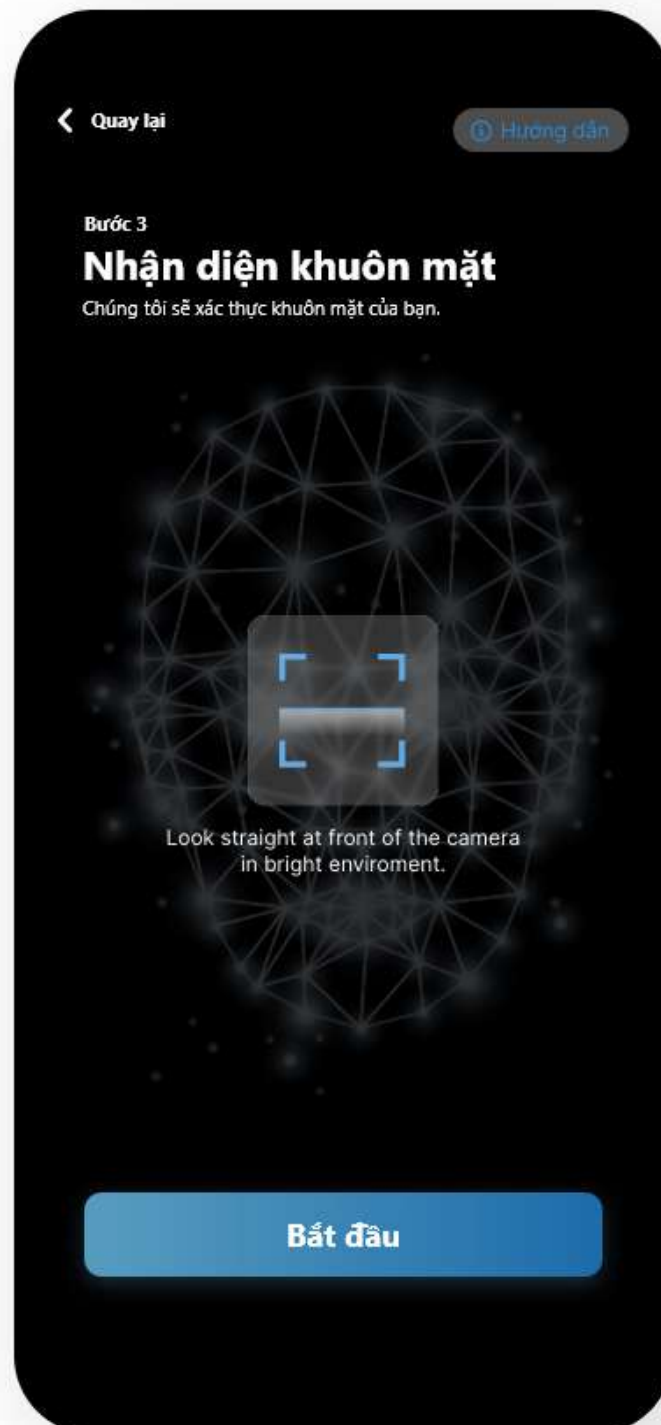 Quay lại
Hướng dẫn
Bước 3
Nhận diện khuôn mặt
Chúng tôi sẽ xác thực khuôn mặt của bạn.
Look straight at front of the camera
in bright enviroment.
Bắt đầu